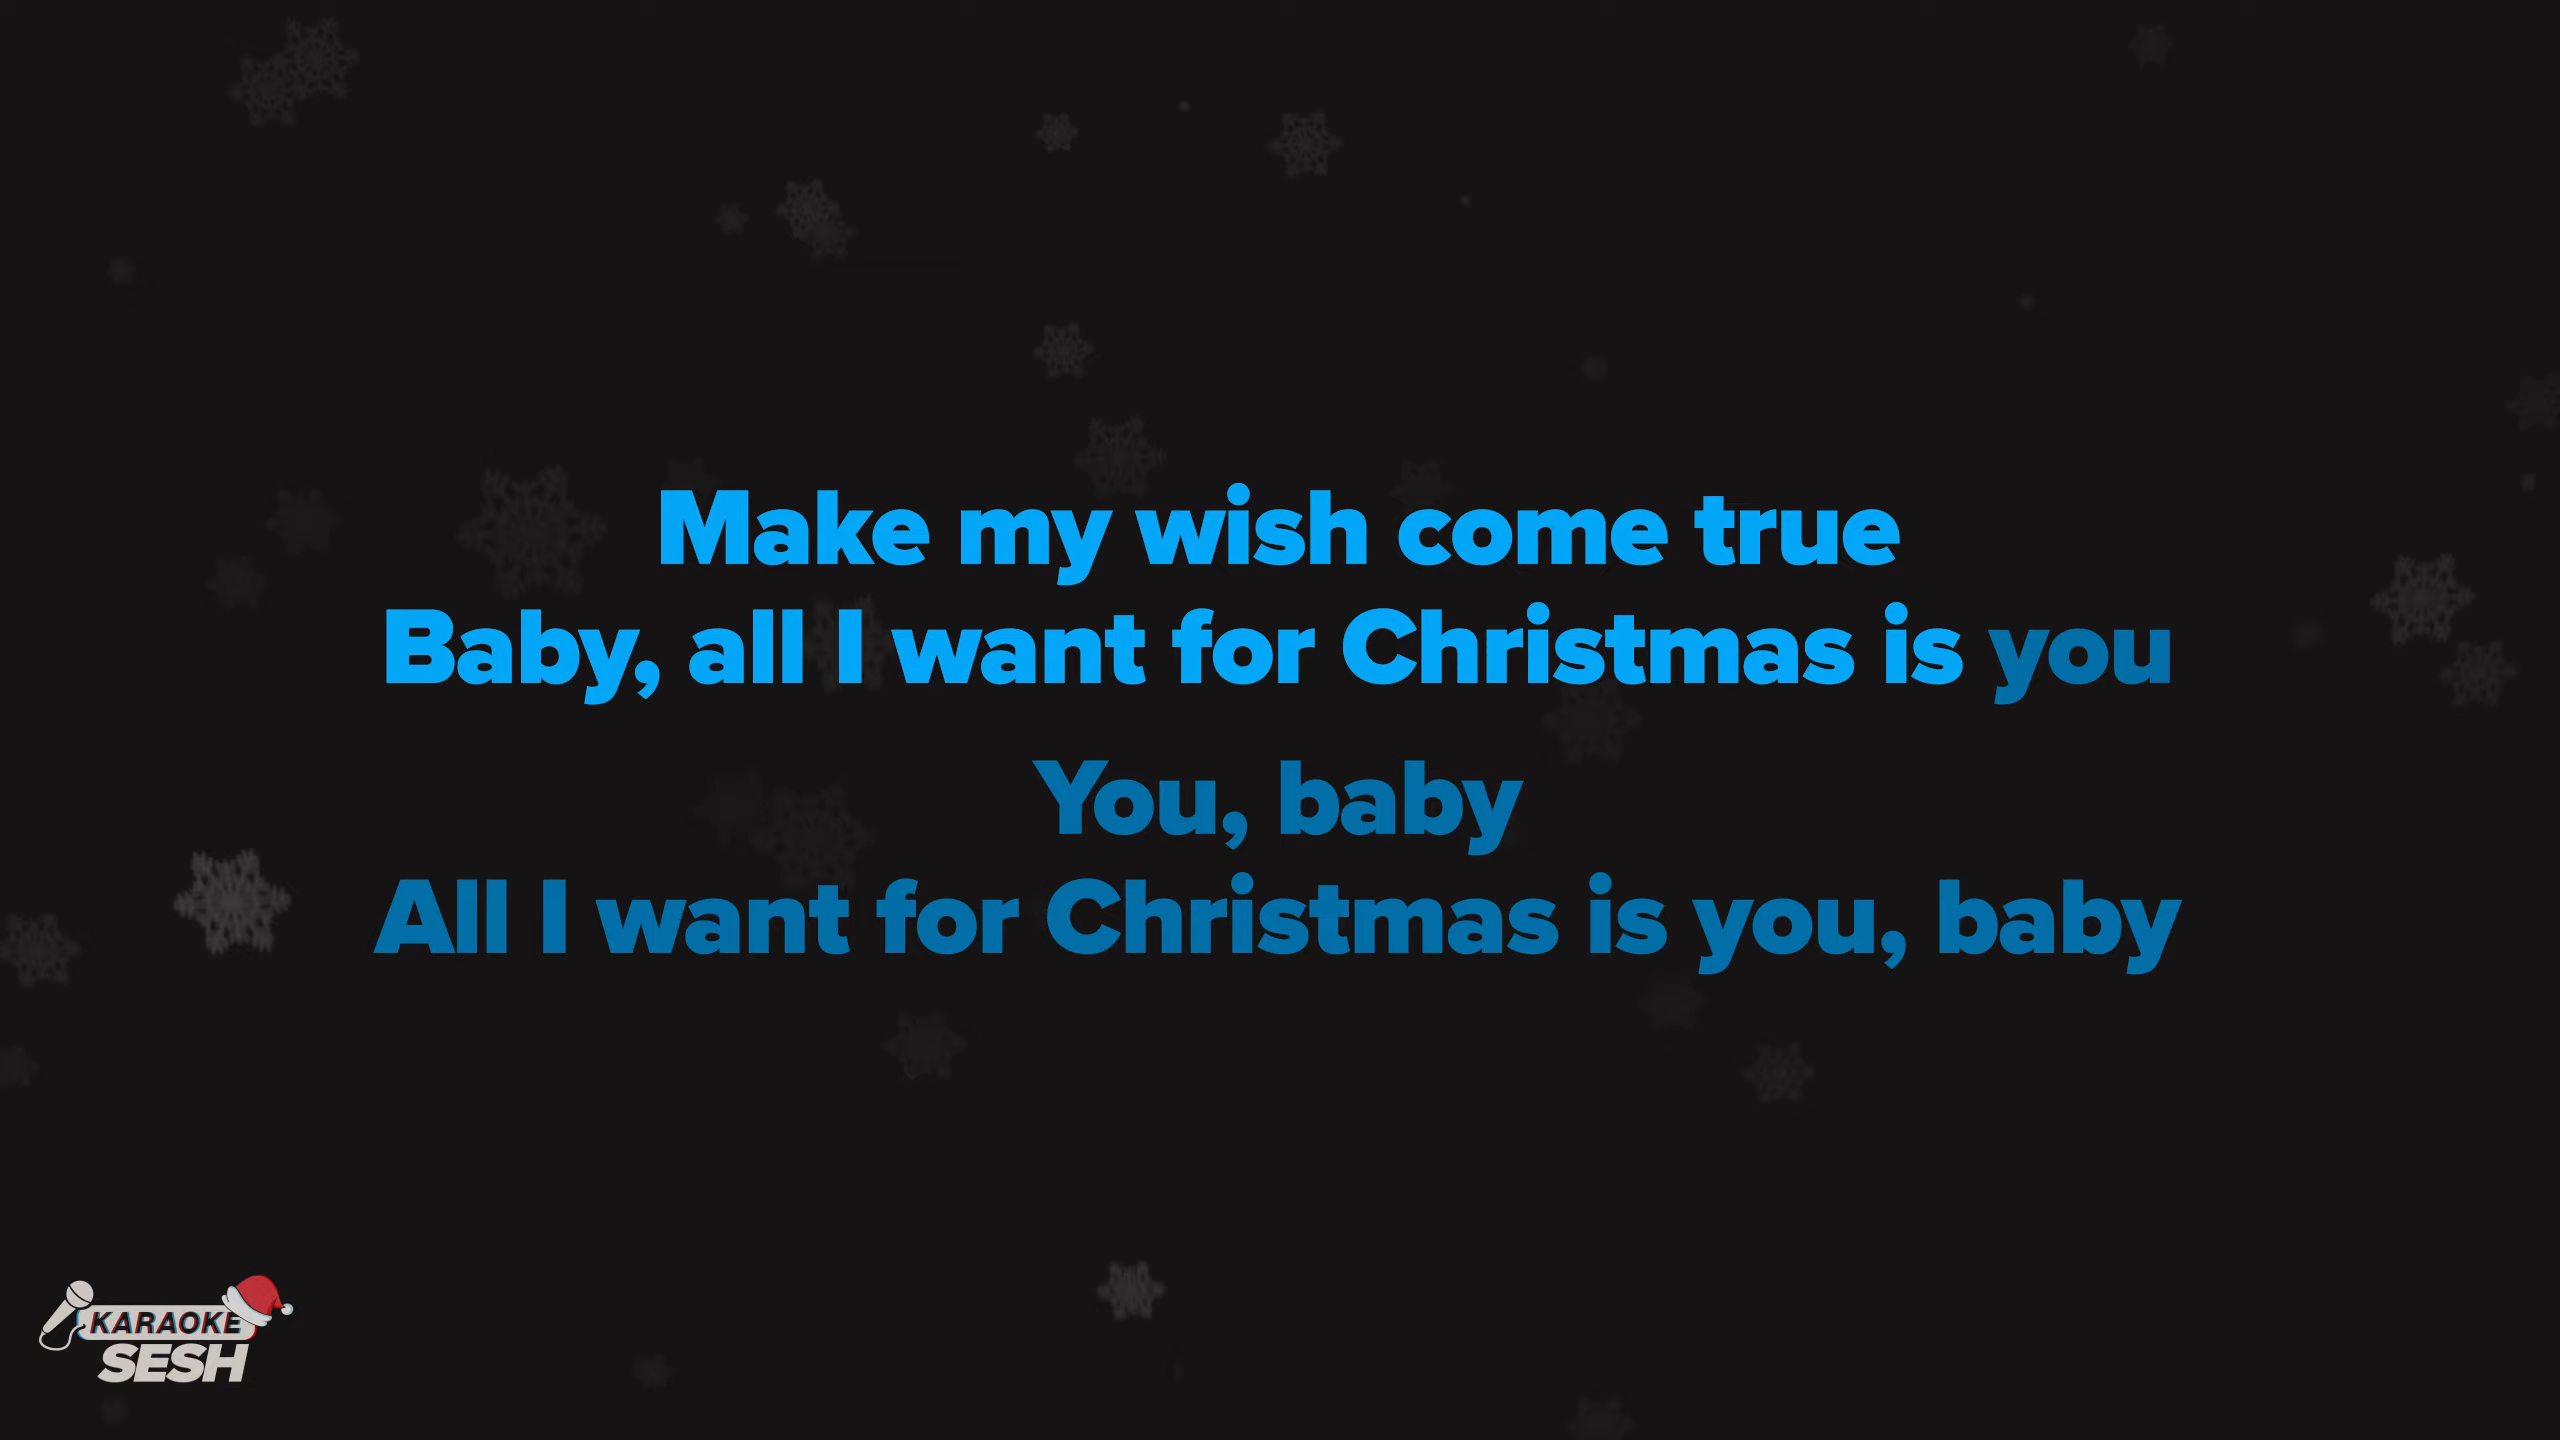 Make my wish come true
Baby, all I want for Christmas is you
You, baby
All I want for Christmas is you, baby
KARAOKE
SESH